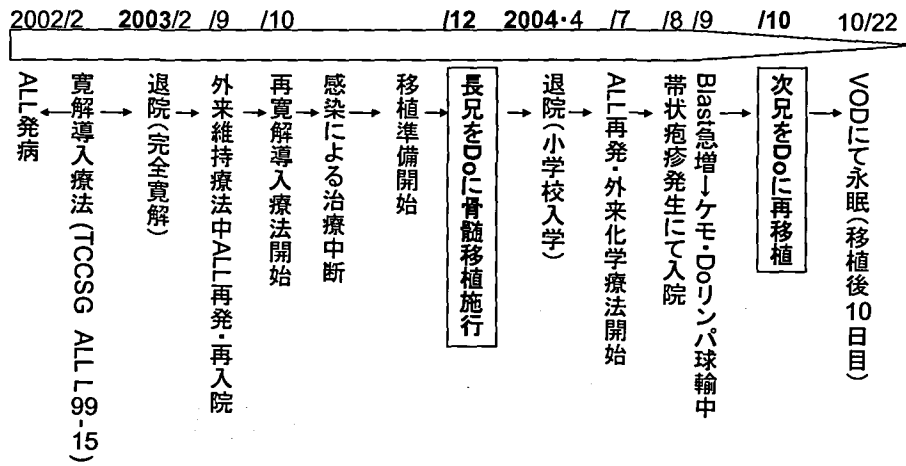 2002/2 2003/2 /9 /10 /12 2004・4 /7 /8 /9 /10 10/22
ALL発病
寛解導入療法(TCCSG ALL L99-15)
退院(完全寛解)
外来維持療法中ALL再発・再入院
再寛解導入療法開始
感染による治療中断
移植準備開始
長兄をDoに骨髄移植施行
退院(小学校入学)
ALL再発・外来化学療法開始
帯状疱疹発生にて入院
Blast急増→ケモ・Doリンパ球輸中
次兄をDoに再移植
VODにて永眠(移植後10日目)